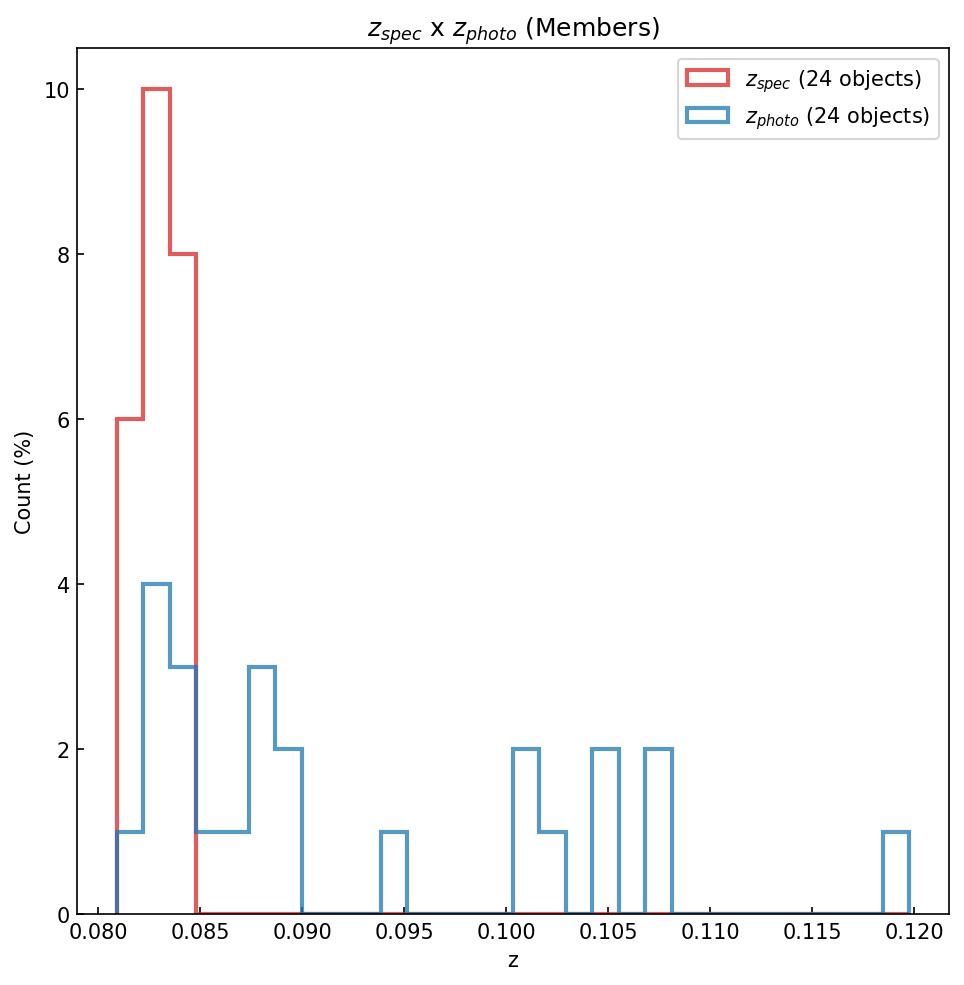 z_spec x z_photo (Members)
z_spec (24 objects)
z_photo (24 objects)
Count (%)
10
8
6
4
2
0
0.080 0.085 0.090 0.095 0.100 0.105 0.110 0.115 0.120
z